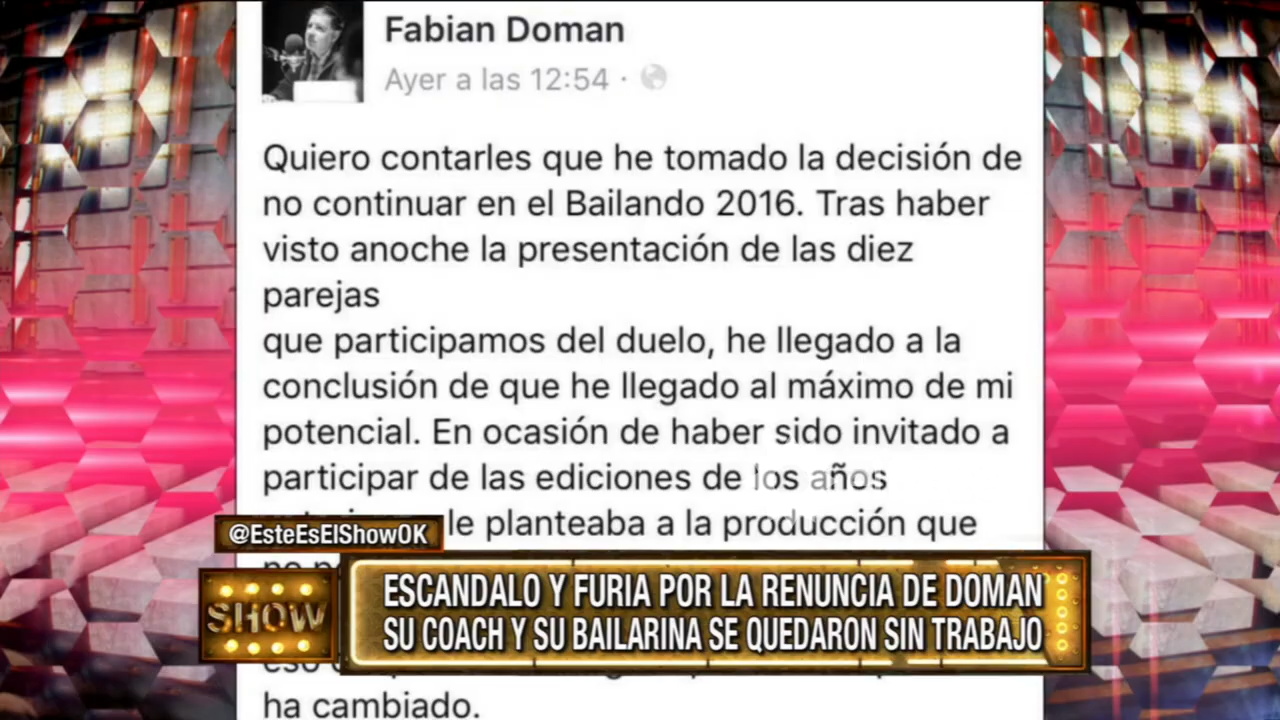 Fabian Doman
Ayer a las 12:54 ·
Quiero contarles que he tomado la decisión de
no continuar en el Bailando 2016. Tras haber
visto anoche la presentación de las diez
parejas
que participamos del duelo, he llegado a la
conclusión de que he llegado al máximo de mi
potencial. En ocasión de haber sido invitado a
participar de las ediciones de los años
le planteaba a la producción que
@EsteEsElShowOK
SHOW
ESCANDALO Y FURIA POR LA RENUNCIA DE DOMAN
SU COACH Y SU BAILARINA SE QUEDARON SIN TRABAJO
ha cambiado.